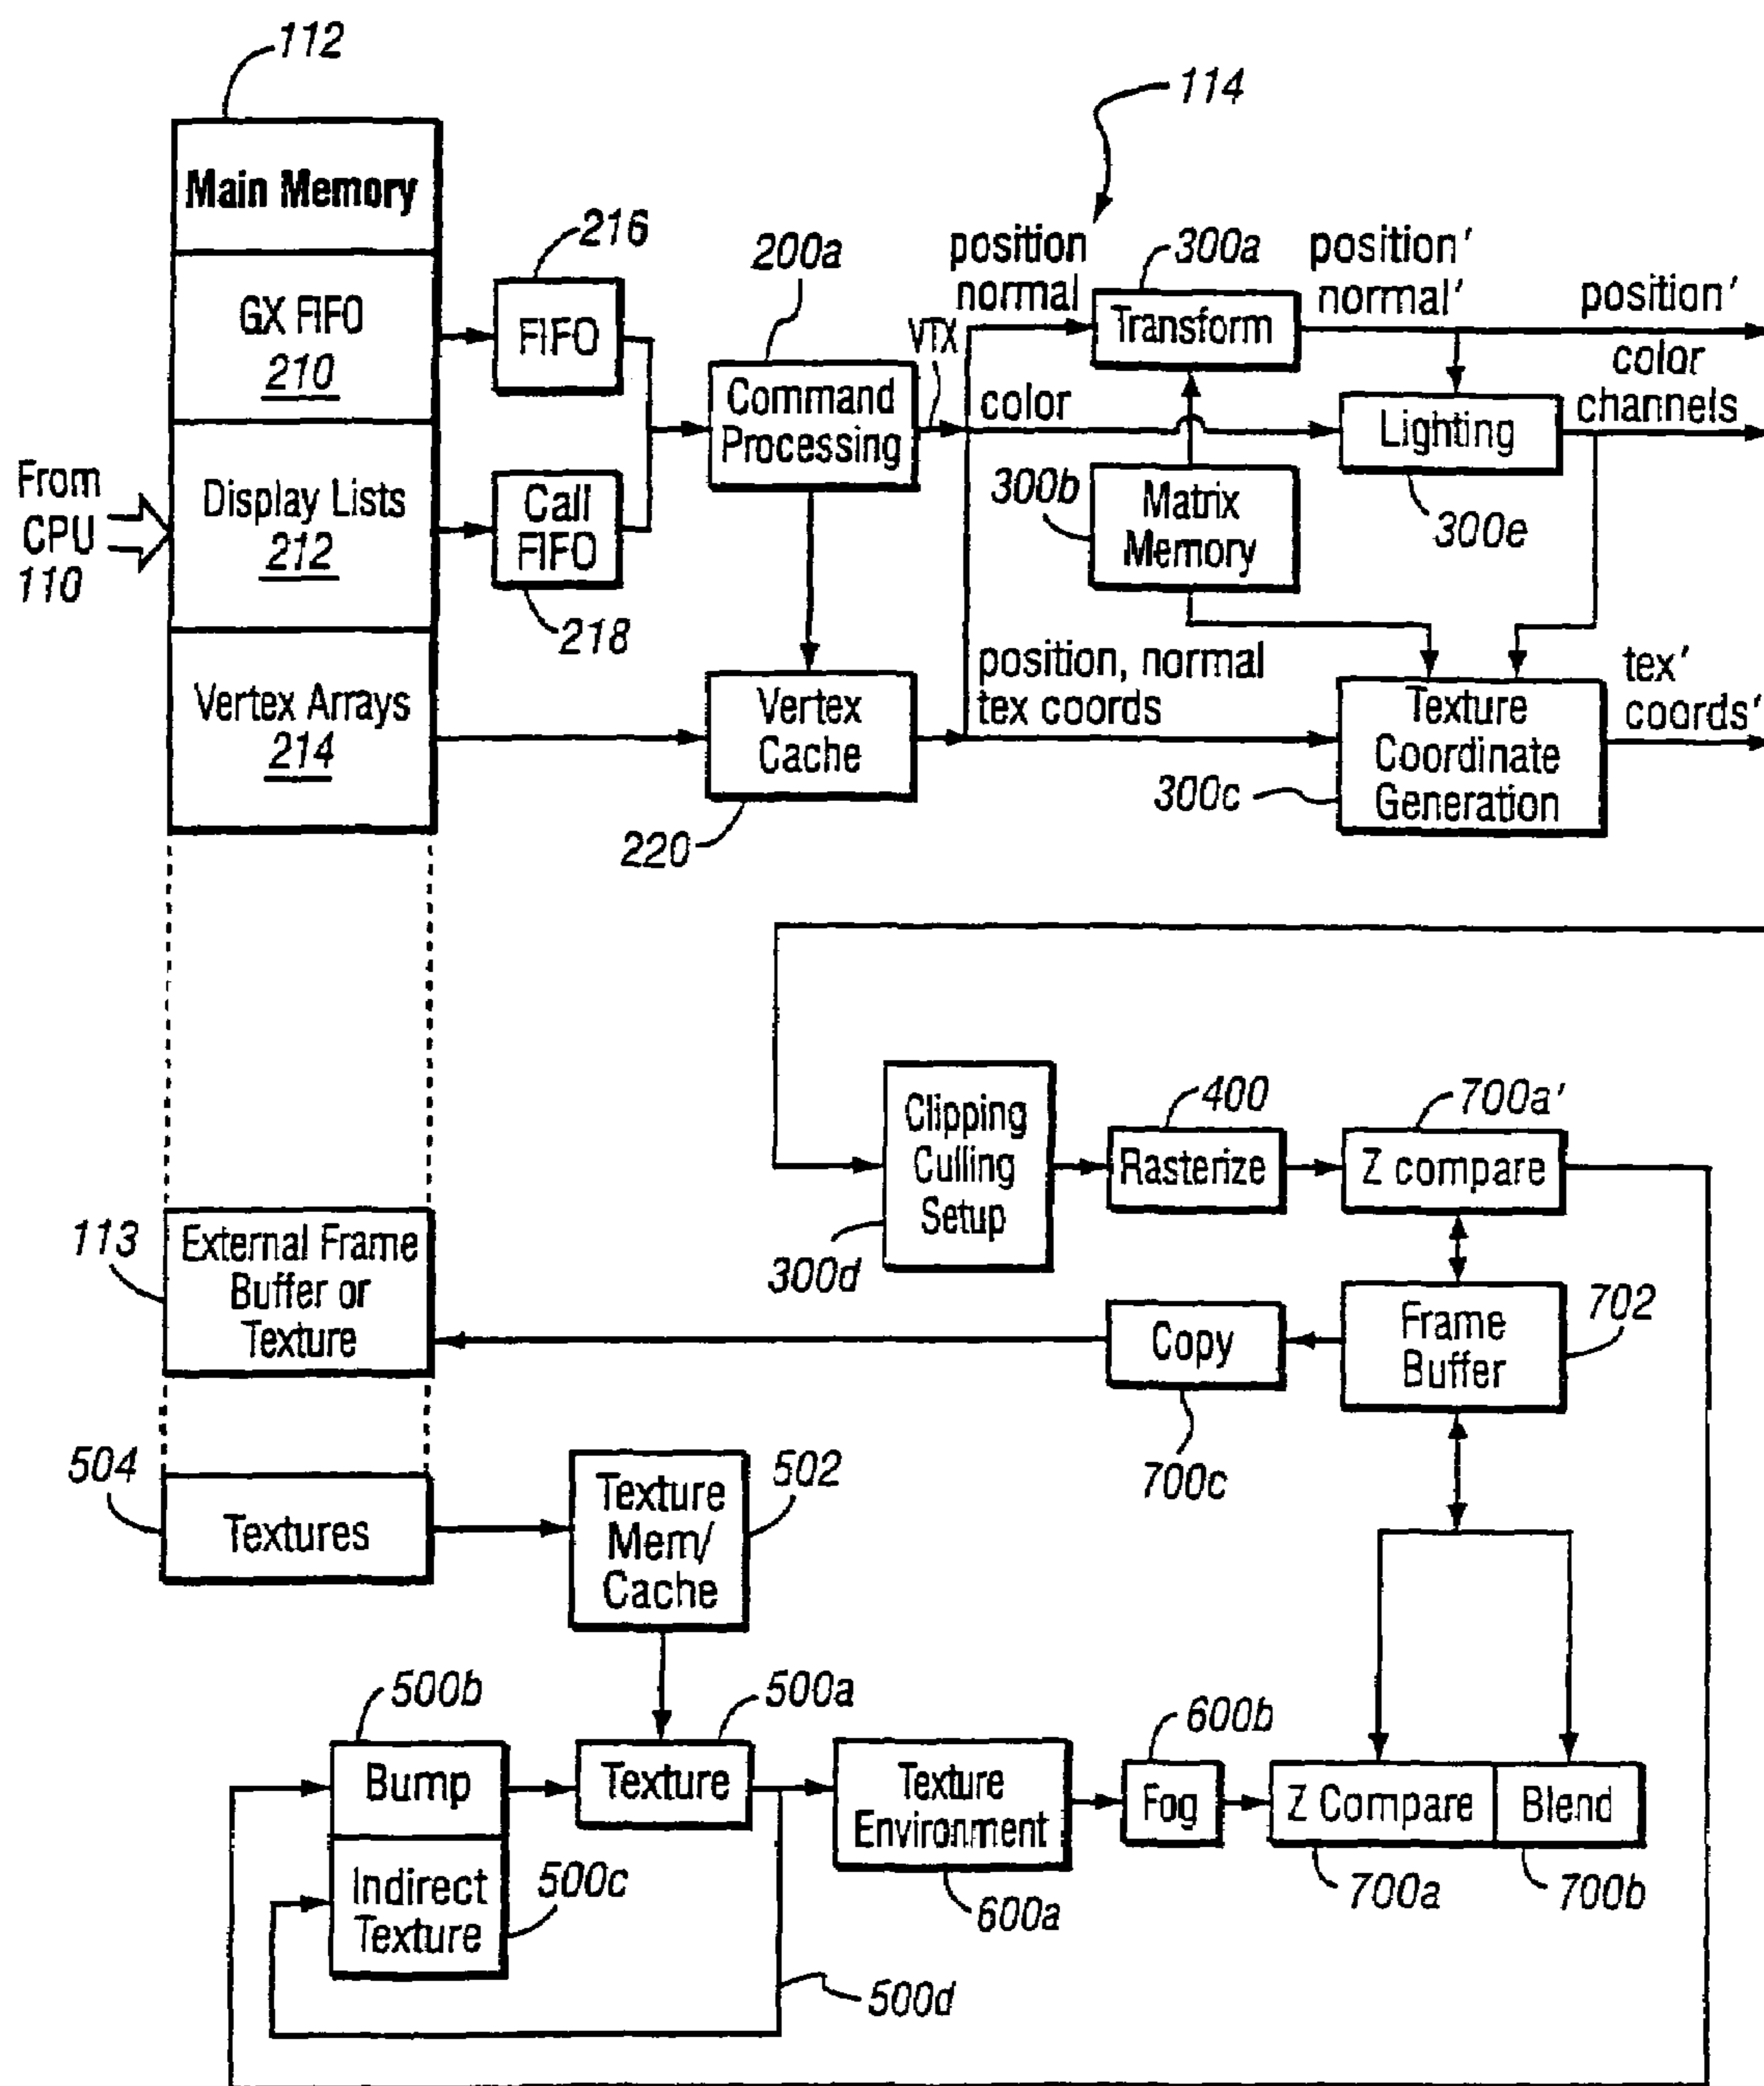 112
114
Main Memory
216
200a
position
normal
300a
position'
normal'
position'
GX FIFO
210
FIFO
VTX
Transform
color
channels
Command
Processing
color
Lighting
From
CPU
110
Display Lists
212
Call
FIFO
218
300b
Matrix
Memory
300e
Vertex Arrays
214
Vertex
Cache
220
position, normal
tex coords
Texture
Coordinate
Generation
300c
tex'
coords'
Clipping
Culling
Setup
300d
400
Rasterize
700a'
Z compare
113
External Frame
Buffer or
Texture
Copy
700c
Frame
Buffer
702
504
Textures
Texture
Mem/
Cache
502
500b
Bump
500a
Texture
Texture
Environment
600a
600b
Fog
Z Compare
Blend
700a
700b
Indirect
Texture
500c
500d